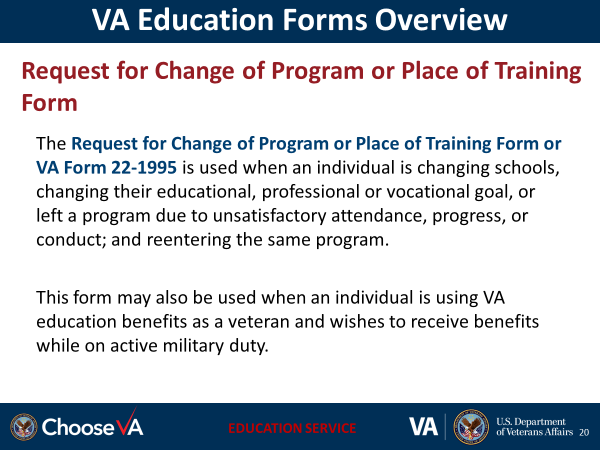 VA Education Forms Overview
Request for Change of Program or Place of Training
Form
The Request for Change of Program or Place of Training Form or
VA Form 22-1995 is used when an individual is changing schools,
changing their educational, professional or vocational goal, or
left a program due to unsatisfactory attendance, progress, or
conduct; and reentering the same program.
This form may also be used when an individual is using VA
education benefits as a veteran and wishes to receive benefits
while on active military duty.
ChooseVA
EDUCATION SERVICE
VA
U.S. Department
of Veterans Affairs
20